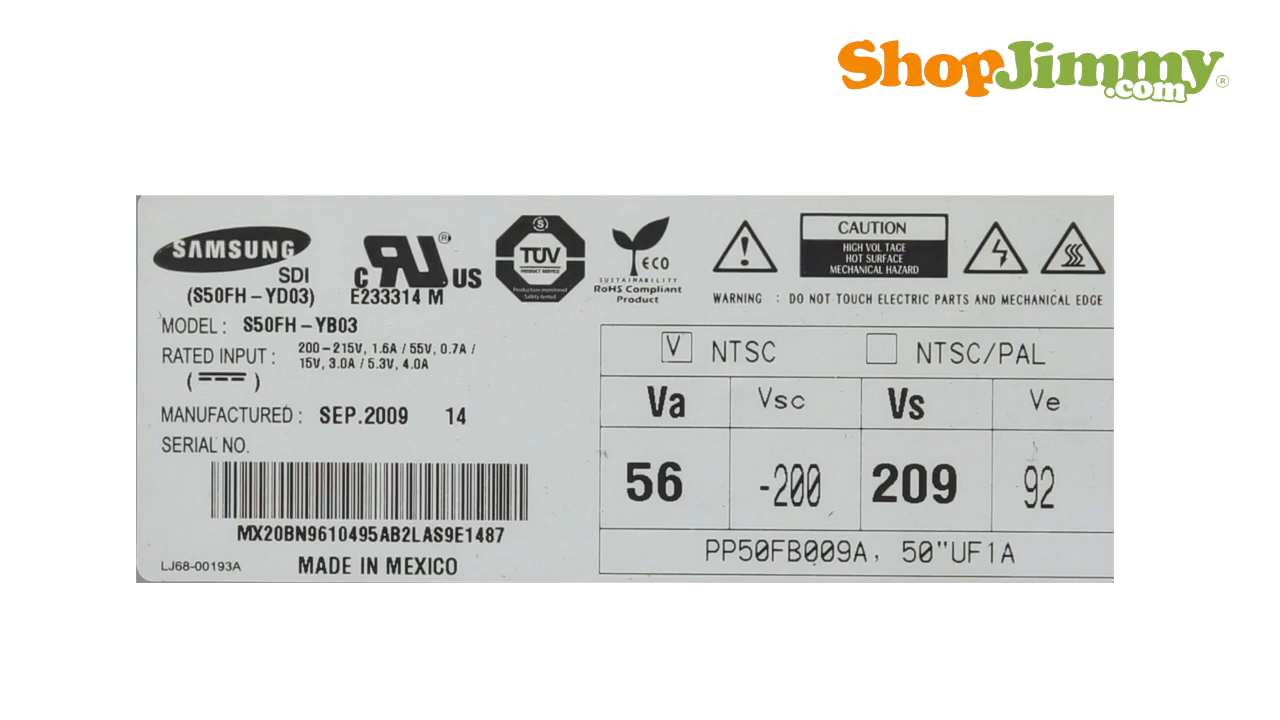 ShopJimmy.com®
SAMSUNG
SDI
(S50FH-YD03)
c RU® US
E233314 M
S
TÜV
PRODUCT SERVICE
Production monitored
Safety tested
eco
SUSTAINABILITY
RoHS Compliant
Product
CAUTION
HIGH VOL TAGE
HOT SURFACE
MECHANICAL HAZARD
WARNING : DO NOT TOUCH ELECTRIC PARTS AND MECHANICAL EDGE
MODEL : S50FH-YB03
RATED INPUT : 200-215V, 1.6A / 55V, 0.7A /
15V, 3.0A / 5.3V, 4.0A
( )
MANUFACTURED : SEP.2009 14
SERIAL NO.
MX20BN9610495AB2LAS9E1487
LJ68-00193A MADE IN MEXICO
V NTSC NTSC/PAL
Va Vsc Vs Ve
56 -200 209 92
PP50FB009A, 50"UF1A